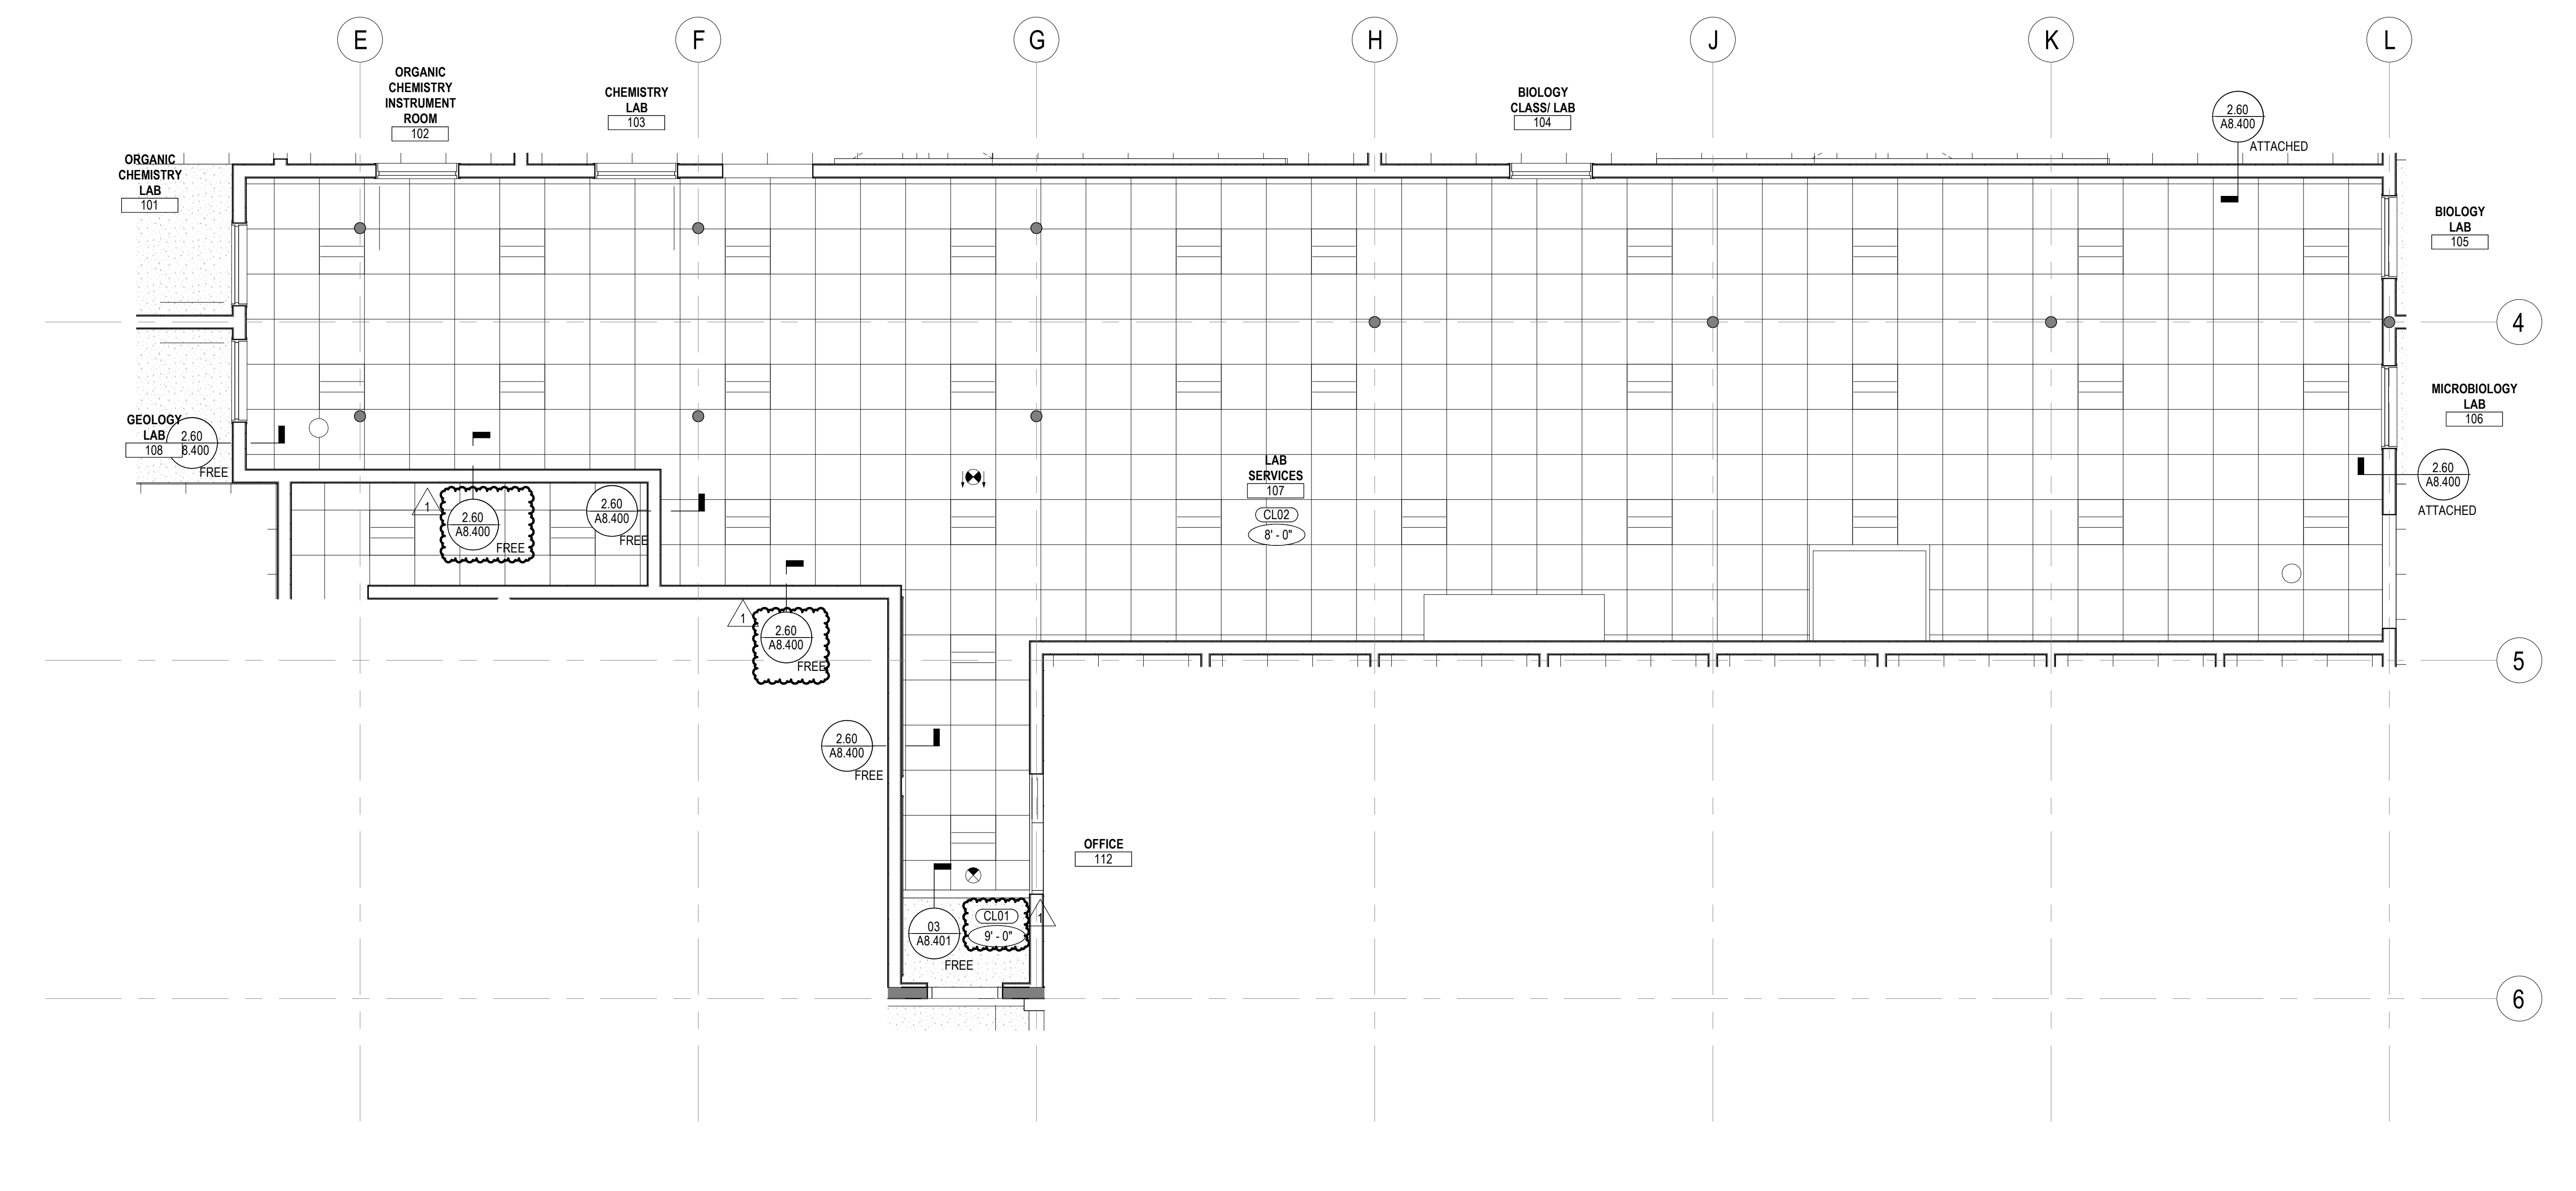 E
F
G
H
J
K
L
ORGANIC
CHEMISTRY
INSTRUMENT
ROOM
102
CHEMISTRY
LAB
103
BIOLOGY
CLASS/ LAB
104
2.60
A8.400
ATTACHED
ORGANIC
CHEMISTRY
LAB
101
BIOLOGY
LAB
105
4
MICROBIOLOGY
LAB
106
GEOLOGY
LAB
108
2.60
8.400
FREE
LAB
SERVICES
107
CL02
8' - 0"
2.60
A8.400
ATTACHED
1
2.60
A8.400
FREE
2.60
A8.400
FREE
1
2.60
A8.400
FREE
5
2.60
A8.400
FREE
OFFICE
112
03
A8.401
FREE
CL01
9' - 0"
1
6